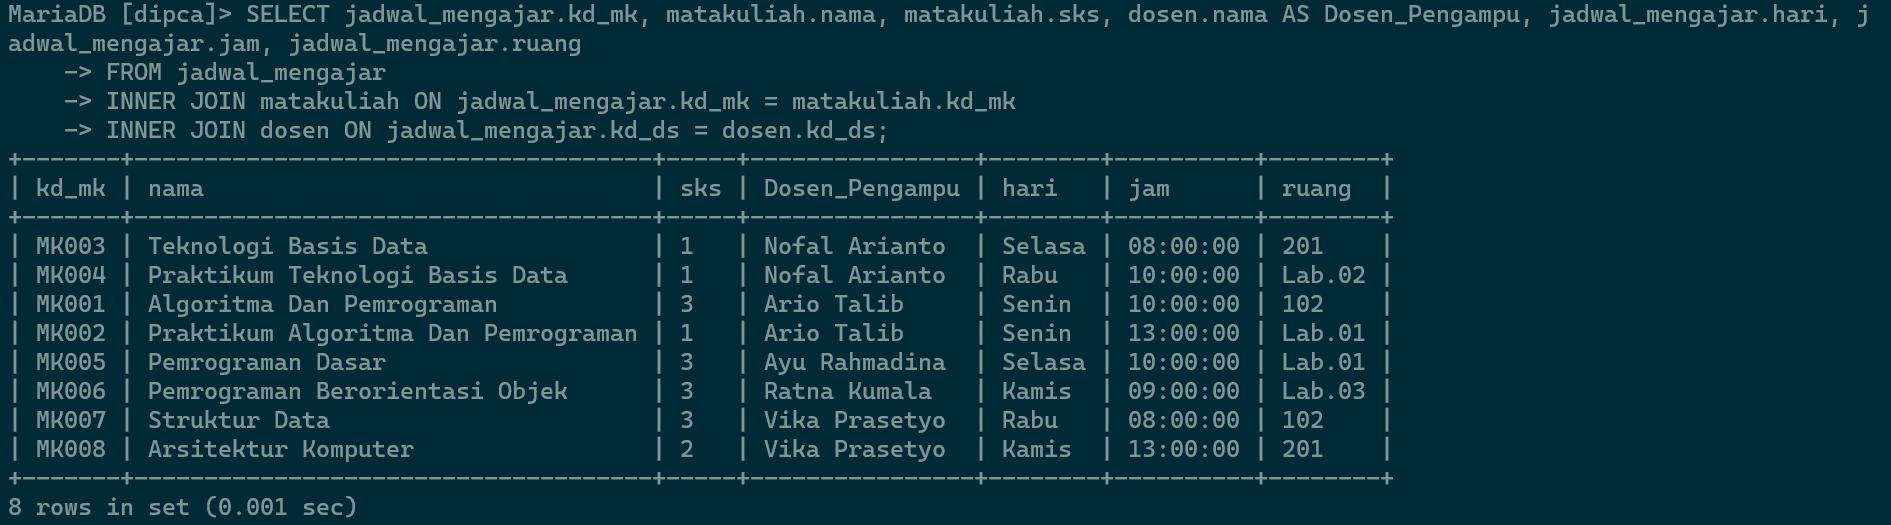 MariaDB [dipca]> SELECT jadwal_mengajar.kd_mk, matakuliah.nama, matakuliah.sks, dosen.nama AS Dosen_Pengampu, jadwal_mengajar.hari, j
adwal_mengajar.jam, jadwal_mengajar.ruang
    -> FROM jadwal_mengajar
    -> INNER JOIN matakuliah ON jadwal_mengajar.kd_mk = matakuliah.kd_mk
    -> INNER JOIN dosen ON jadwal_mengajar.kd_ds = dosen.kd_ds;
+-------+-------------------------------------+-----+----------------+--------+----------+--------+
| kd_mk | nama                                | sks | Dosen_Pengampu | hari   | jam      | ruang  |
+-------+-------------------------------------+-----+----------------+--------+----------+--------+
| MK003 | Teknologi Basis Data                | 1   | Nofal Arianto  | Selasa | 08:00:00 | 201    |
| MK004 | Praktikum Teknologi Basis Data      | 1   | Nofal Arianto  | Rabu   | 10:00:00 | Lab.02 |
| MK001 | Algoritma Dan Pemrograman           | 3   | Ario Talib     | Senin  | 10:00:00 | 102    |
| MK002 | Praktikum Algoritma Dan Pemrograman | 1   | Ario Talib     | Senin  | 13:00:00 | Lab.01 |
| MK005 | Pemrograman Dasar                   | 3   | Ayu Rahmadina  | Selasa | 10:00:00 | Lab.01 |
| MK006 | Pemrograman Berorientasi Objek      | 3   | Ratna Kumala   | Kamis  | 09:00:00 | Lab.03 |
| MK007 | Struktur Data                       | 3   | Vika Prasetyo  | Rabu   | 08:00:00 | 102    |
| MK008 | Arsitektur Komputer                 | 2   | Vika Prasetyo  | Kamis  | 13:00:00 | 201    |
+-------+-------------------------------------+-----+----------------+--------+----------+--------+
8 rows in set (0.001 sec)